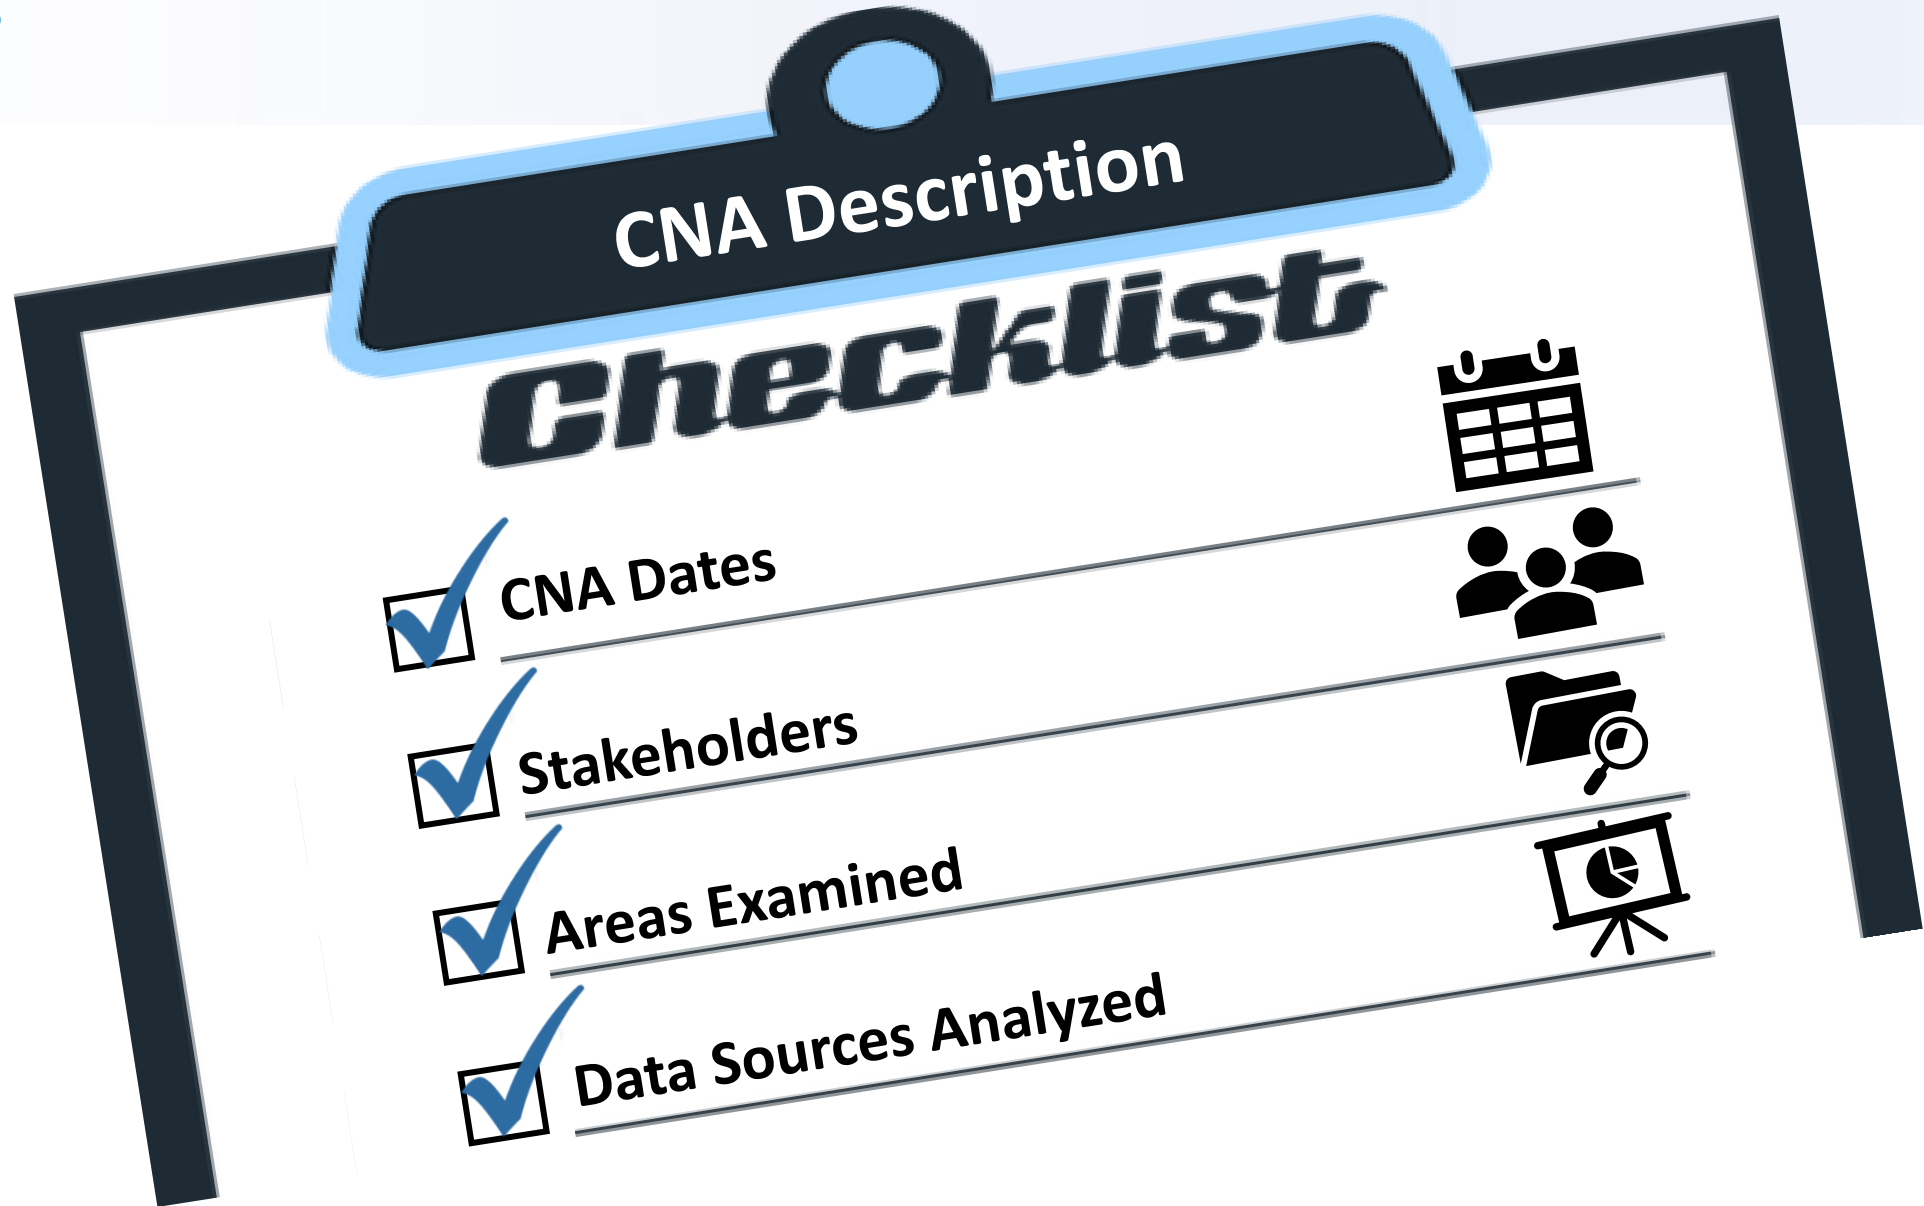 CNA Description
Checklist
CNA Dates
Stakeholders
Areas Examined
Data Sources Analyzed